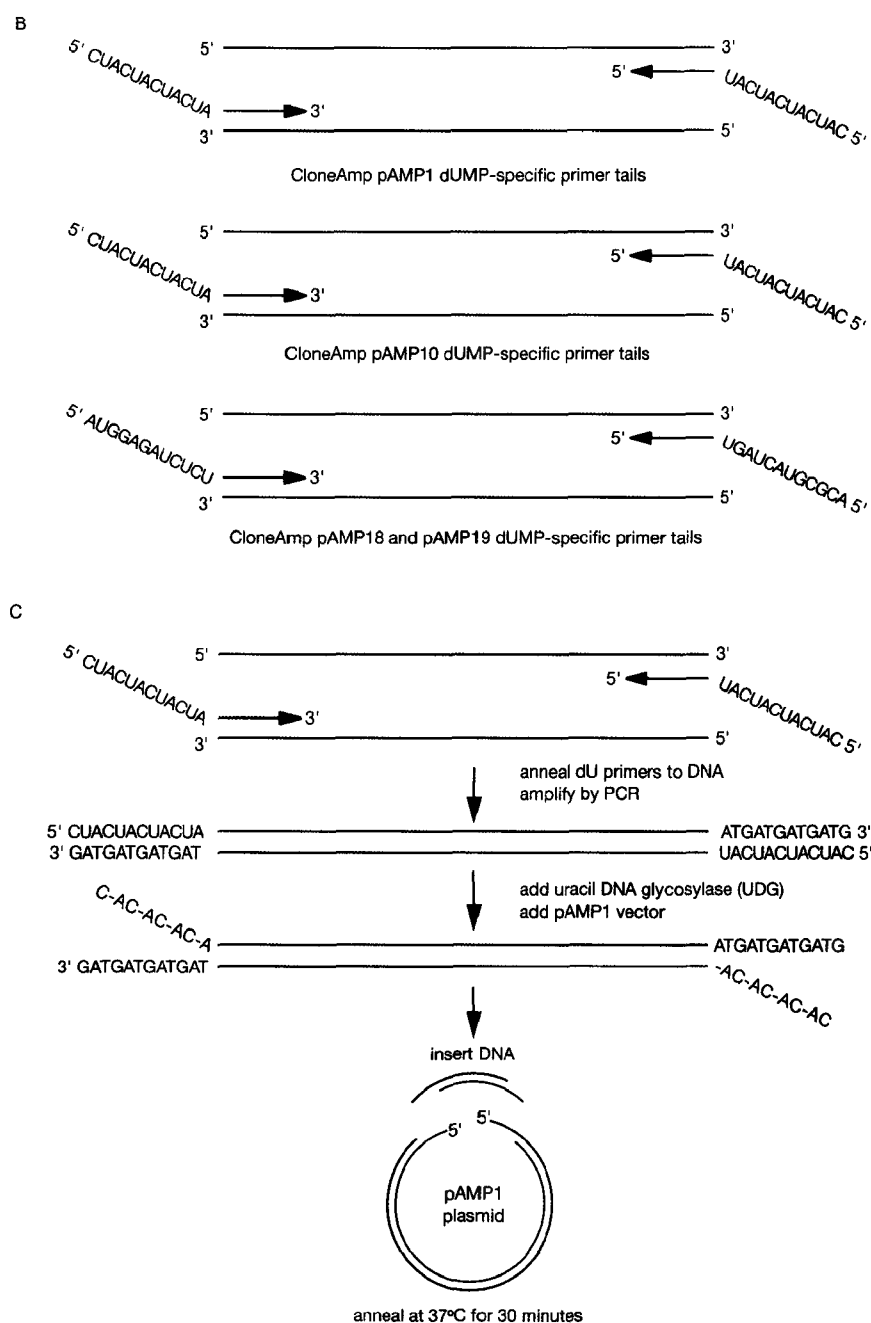 B
5' CUACUACUACUA 5' 3'
5' UACUACUACUAC 5'
3'
3' 5'
CloneAmp pAMP1 dUMP-specific primer tails
5' CUACUACUACUA 5' 3'
5' UACUACUACUAC 5'
3'
3' 5'
CloneAmp pAMP10 dUMP-specific primer tails
5' AUGGAGAUCUCU 5' 3'
5' UGAUCAUGCGCA 5'
3'
3' 5'
CloneAmp pAMP18 and pAMP19 dUMP-specific primer tails
C
5' CUACUACUACUA 5' 3'
5' UACUACUACUAC 5'
3'
3' 5'
anneal dU primers to DNA
amplify by PCR
5' CUACUACUACUA ATGATGATGATG 3'
3' GATGATGATGAT UACUACUACUAC 5'
add uracil DNA glycosylase (UDG)
add pAMP1 vector
C-AC-AC-AC-A ATGATGATGATG
3' GATGATGATGAT -AC-AC-AC-AC
insert DNA
5' 5'
pAMP1
plasmid
anneal at 37°C for 30 minutes